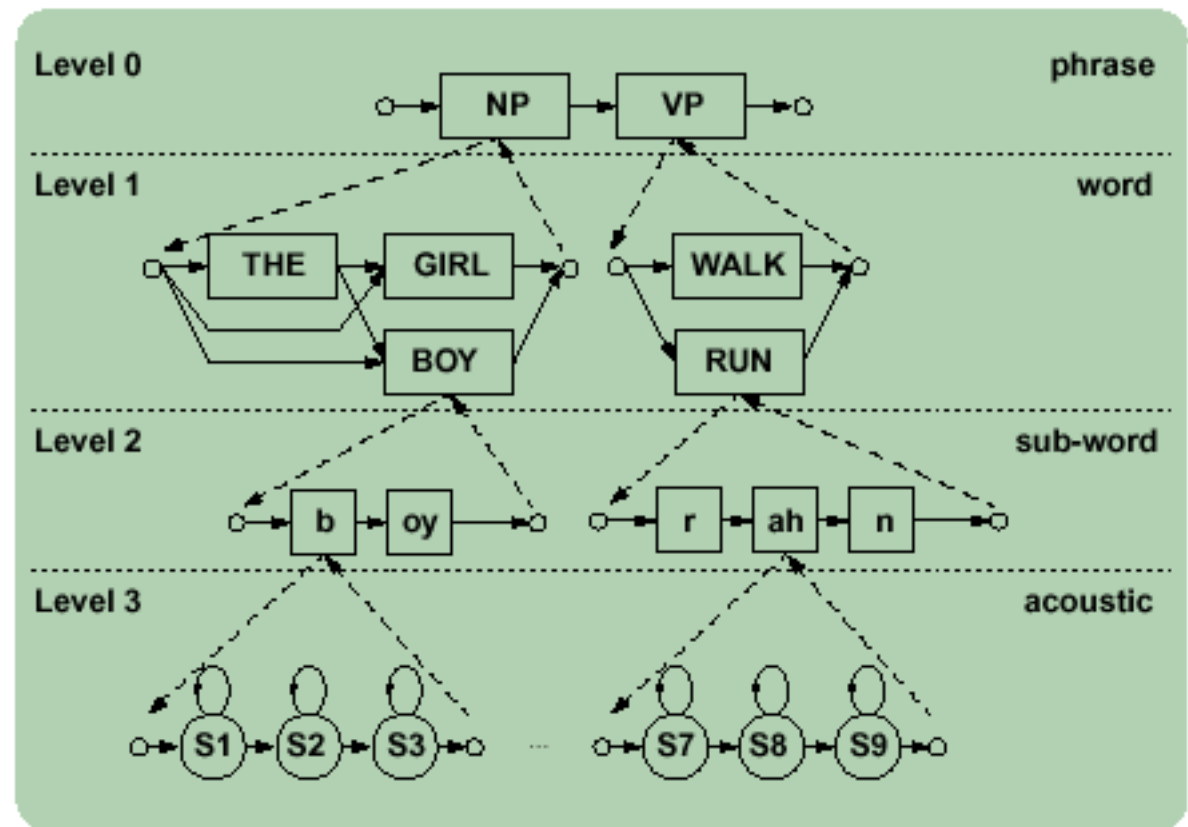 Level 0 phrase
NP VP
Level 1 word
THE GIRL WALK
BOY RUN
Level 2 sub-word
b oy r ah n
Level 3 acoustic
S1 S2 S3 ... S7 S8 S9